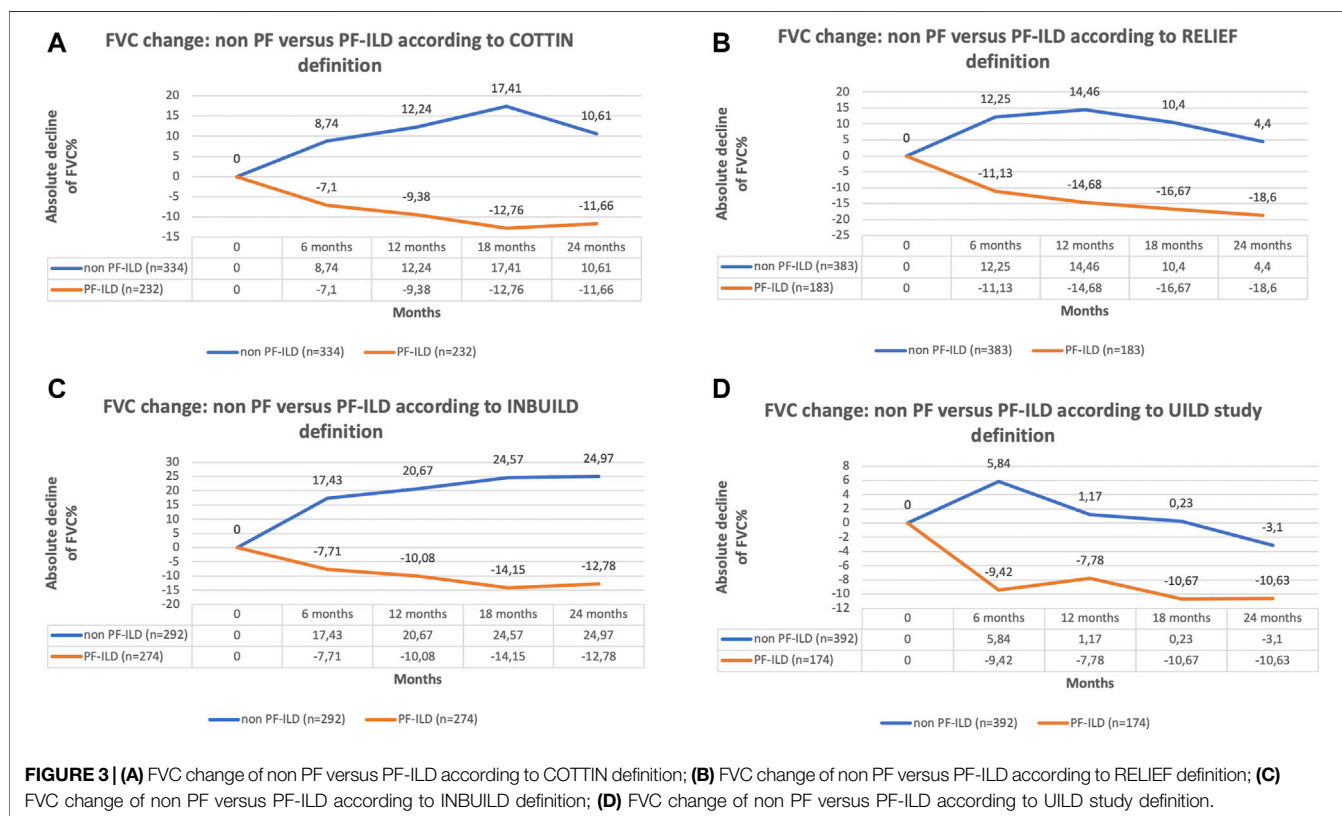 A
FVC change: non PF versus PF-ILD according to COTTIN
definition
Absolute decline
of FVC%
20
15
10
5
0
-5
-10
-15
0
8,74
12,24
17,41
10,61
-7,1
-9,38
-12,76
-11,66
0 6 months 12 months 18 months 24 months
non PF-ILD (n=334) 0 8,74 12,24 17,41 10,61
PF-ILD (n=232) 0 -7,1 -9,38 -12,76 -11,66
Months
non PF-ILD (n=334) PF-ILD (n=232)
B
FVC change: non PF versus PF-ILD according to RELIEF
definition
Absolute decline
of FVC%
20
15
10
5
0
-5
-10
-15
-20
-25
0
12,25
14,46
10,4
4,4
-11,13
-14,68
-16,67
-18,6
0 6 months 12 months 18 months 24 months
non PF-ILD (n=383) 0 12,25 14,46 10,4 4,4
PF-ILD (n=183) 0 -11,13 -14,68 -16,67 -18,6
Months
non PF-ILD (n=383) PF-ILD (n=183)
C
FVC change: non PF versus PF-ILD according to INBUILD
definition
Absolute decline
of FVC%
30
25
20
15
10
5
0
-5
-10
-15
-20
0
17,43
20,67
24,57
24,97
-7,71
-10,08
-14,15
-12,78
0 6 months 12 months 18 months 24 months
non PF-ILD (n=292) 0 17,43 20,67 24,57 24,97
PF-ILD (n=274) 0 -7,71 -10,08 -14,15 -12,78
Months
non PF-ILD (n=292) PF-ILD (n=274)
D
FVC change: non PF versus PF-ILD according to UILD study
definition
Absolute decline
of FVC%
8
6
4
2
0
-2
-4
-6
-8
-10
-12
0
5,84
1,17
0,23
-3,1
-9,42
-7,78
-10,67
-10,63
0 6 months 12 months 18 months 24 months
non PF-ILD (n=392) 0 5,84 1,17 0,23 -3,1
PF-ILD (n=174) 0 -9,42 -7,78 -10,67 -10,63
Months
non PF-ILD (n=392) PF-ILD (n=174)
FIGURE 3 | (A) FVC change of non PF versus PF-ILD according to COTTIN definition; (B) FVC change of non PF versus PF-ILD according to RELIEF definition; (C)
FVC change of non PF versus PF-ILD according to INBUILD definition; (D) FVC change of non PF versus PF-ILD according to UILD study definition.